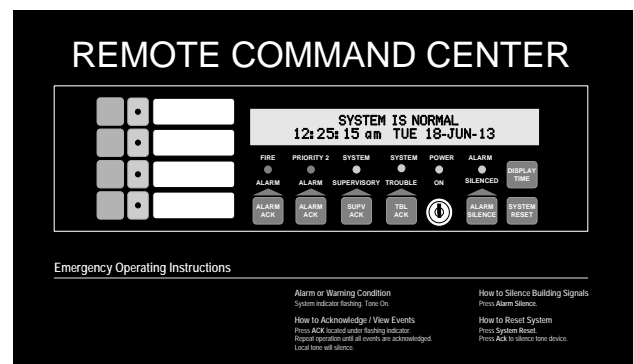 REMOTE COMMAND CENTER
SYSTEM IS NORMAL
12:25:15 am TUE 18-JUN-13
FIRE ALARM
PRIORITY 2 ALARM
SYSTEM SUPERVISORY
SYSTEM TROUBLE
POWER ON
ALARM SILENCED
DISPLAY TIME
ALARM ACK
ALARM ACK
SUPV ACK
TBL ACK
ALARM SILENCE
SYSTEM RESET
Emergency Operating Instructions
Alarm or Warning Condition
System indicator flashing. Tone On.
How to Acknowledge / View Events
Press ACK located under flashing indicator.
Repeat operation until all events are acknowledged.
Local tone will silence.
How to Silence Building Signals
Press Alarm Silence.
How to Reset System
Press System Reset.
Press Ack to silence tone device.